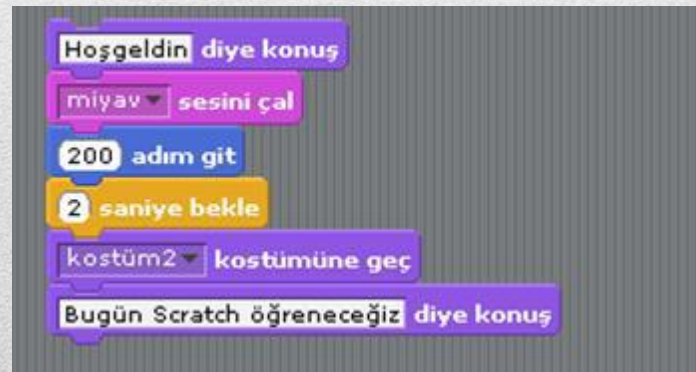 Hoşgeldin diye konuş
miyav sesini çal
200 adım git
2 saniye bekle
kostüm2 kostümüne geç
Bugün Scratch öğreneceğiz diye konuş